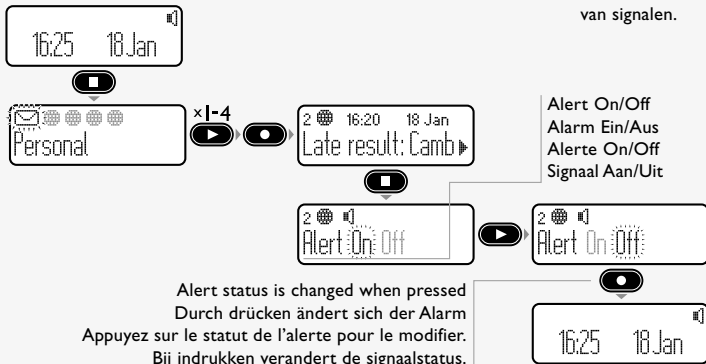 van signalen.
16:25 18 Jan
Personal
x1-4
2 16:20 18 Jan
Late result: Camb
Alert On/Off
Alarm Ein/Aus
Alerte On/Off
Signaal Aan/Uit
2
Alert On Off
2
Alert On Off
Alert status is changed when pressed
Durch drücken ändert sich der Alarm
Appuyez sur le statut de l'alerte pour le modifier.
Bij indrukken verandert de signaalstatus.
16:25 18 Jan